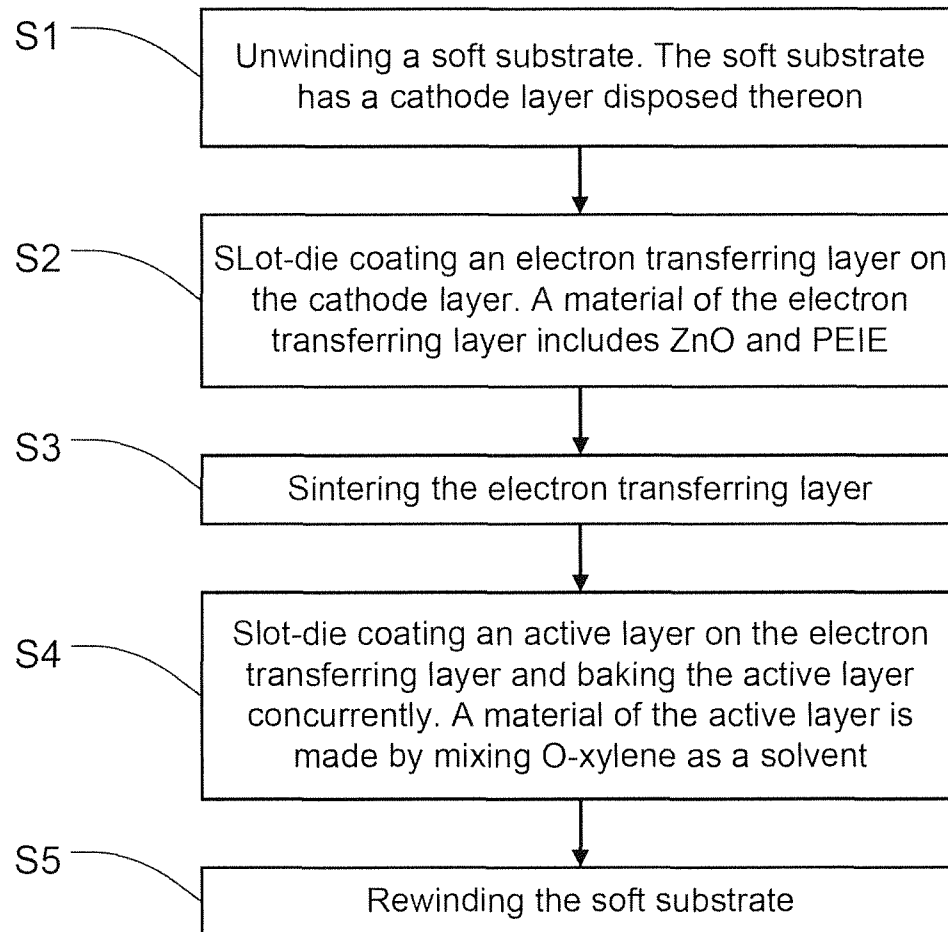 S1
Unwinding a soft substrate. The soft substrate
has a cathode layer disposed thereon
S2
SLot-die coating an electron transferring layer on
the cathode layer. A material of the electron
transferring layer includes ZnO and PEIE
S3
Sintering the electron transferring layer
S4
Slot-die coating an active layer on the electron
transferring layer and baking the active layer
concurrently. A material of the active layer is
made by mixing O-xylene as a solvent
S5
Rewinding the soft substrate